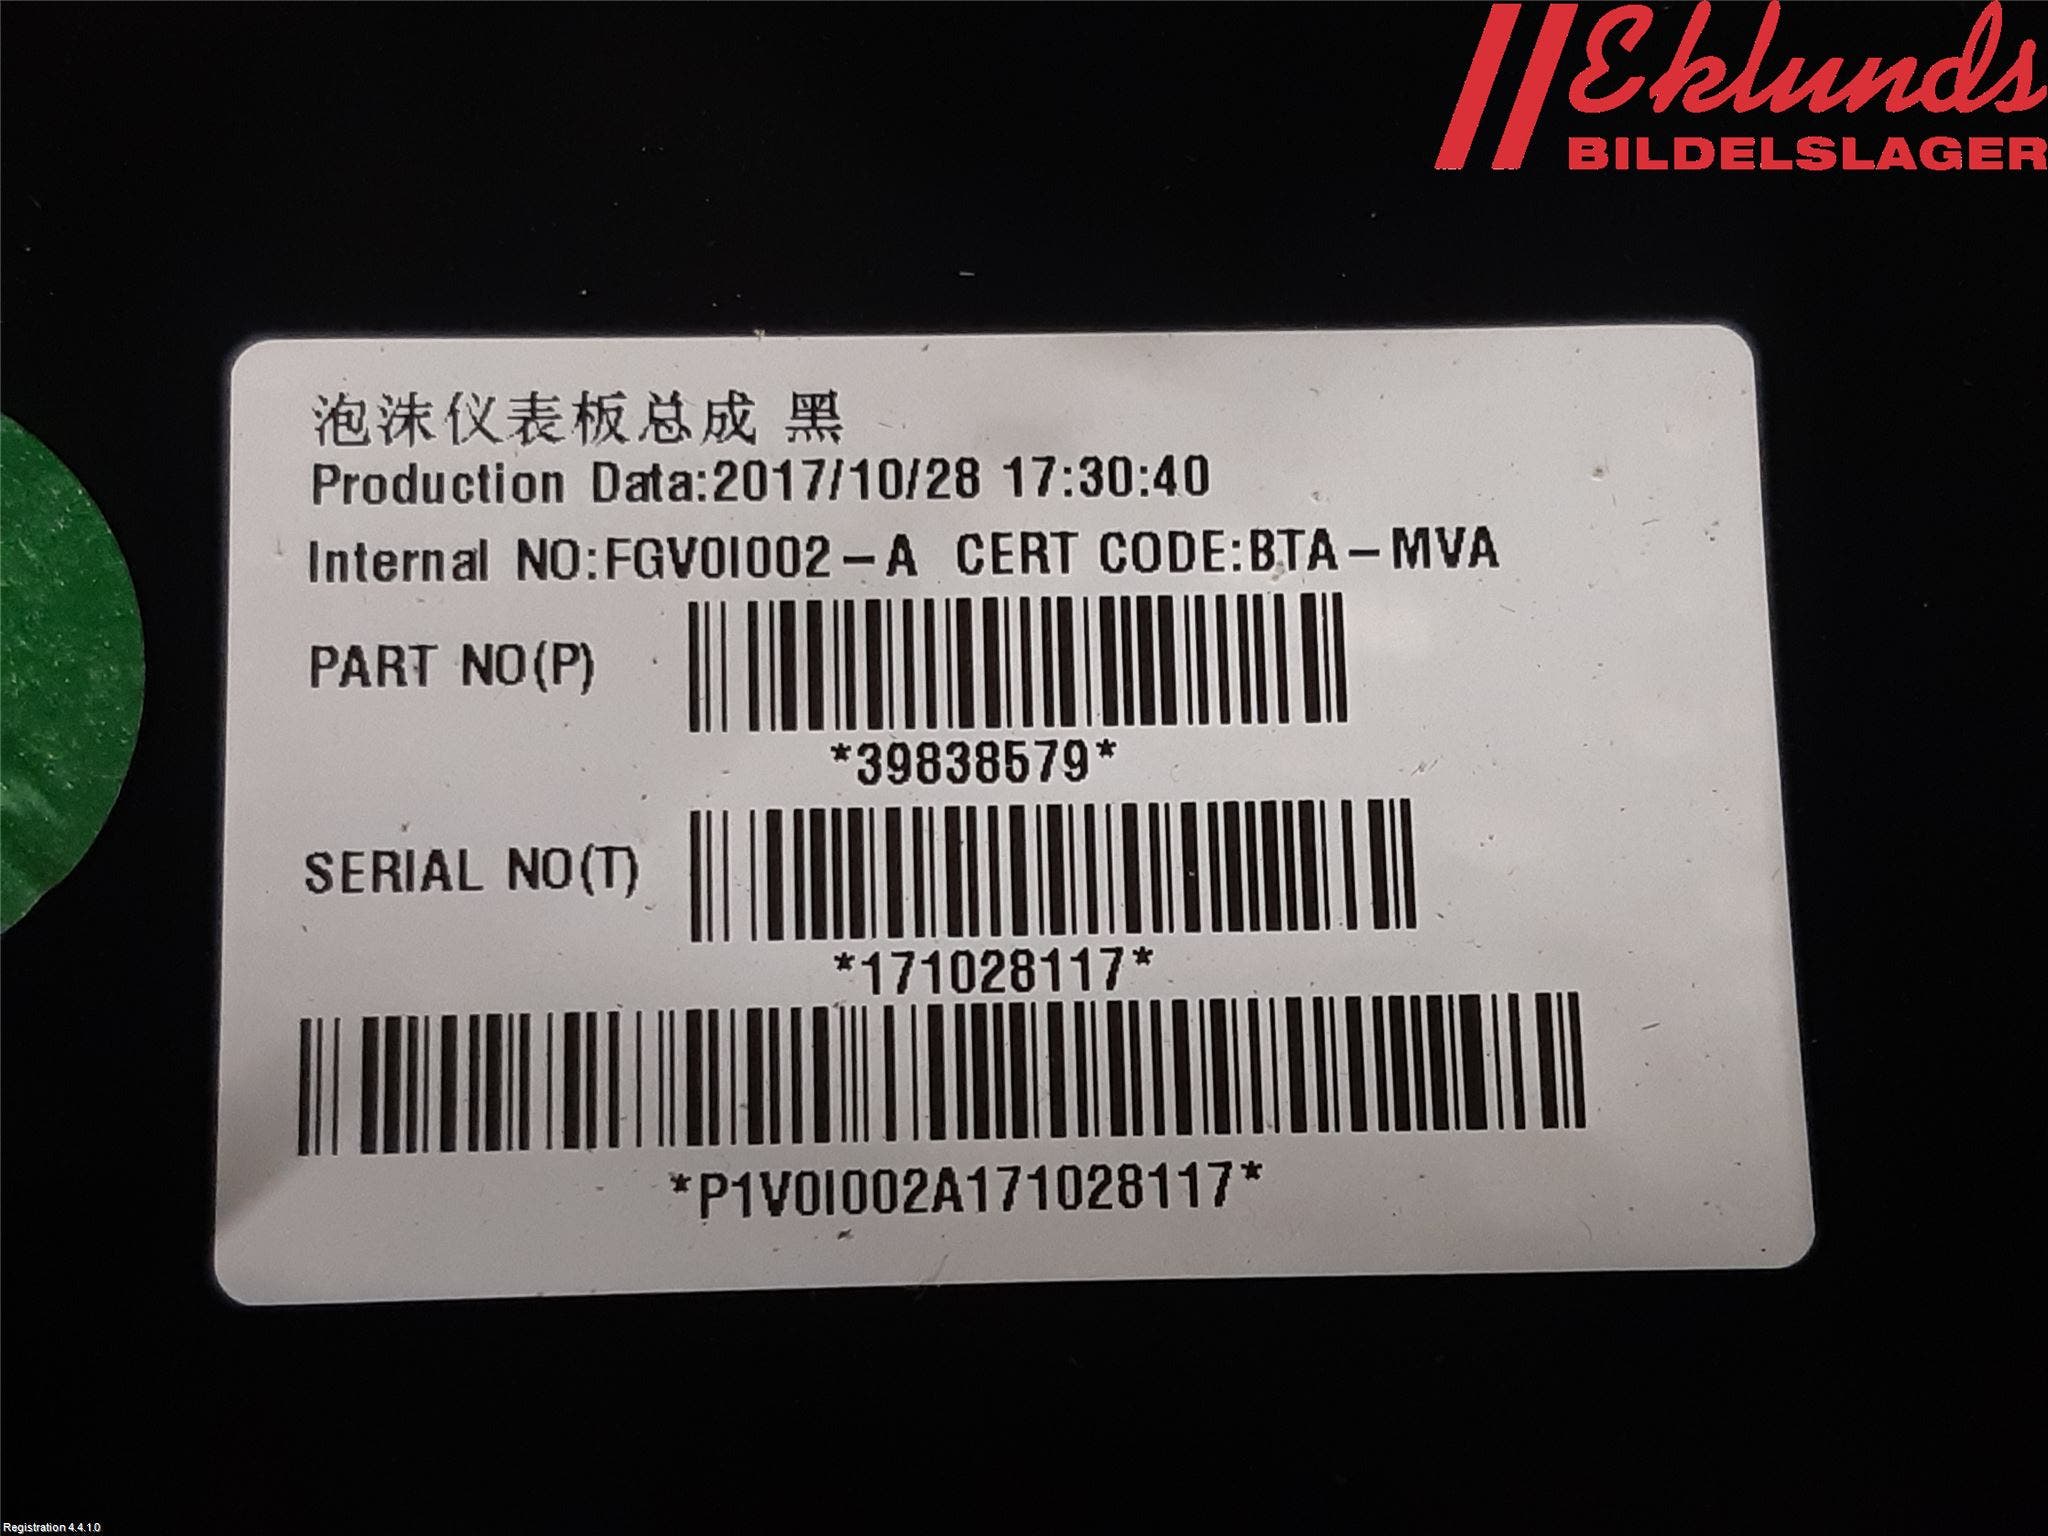 Eklunds
BILDELSLAGER
泡沫仪表板总成 黑
Production Data:2017/10/28 17:30:40
Internal NO:FGV0I002-A CERT CODE:BTA-MVA
PART NO(P)
*39838579*
SERIAL NO(T)
*171028117*
*P1V0I002A171028117*
Registration 4.4.1.0